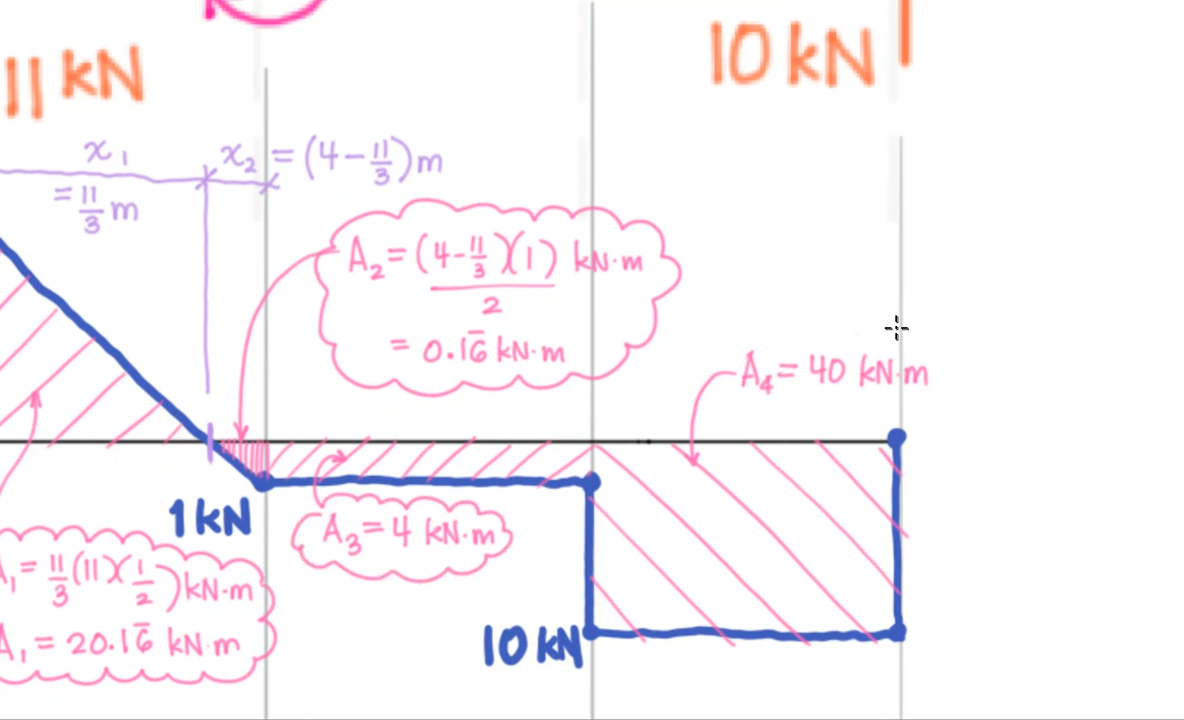 11 kN
10 kN
x₁
= 11/3 m
x₂ = (4 - 11/3) m
A₂ = (4 - 11/3)(1) / 2 kN·m
= 0.16̅ kN·m
A₄ = 40 kN·m
1 kN
A₃ = 4 kN·m
A₁ = 11/3 (11)(1/2) kN·m
A₁ = 20.16̅ kN·m
10 kN